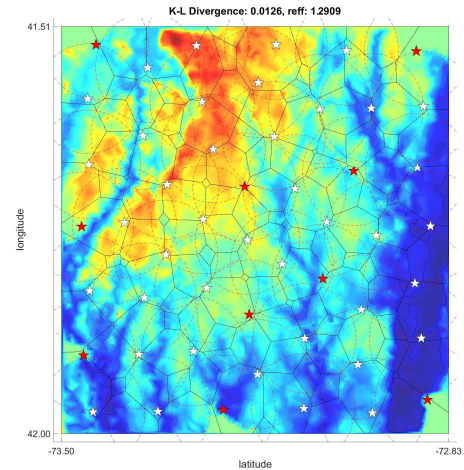 K-L Divergence: 0.0126, reff: 1.2909
41.51
longitude
42.00
-73.50
-72.83
latitude